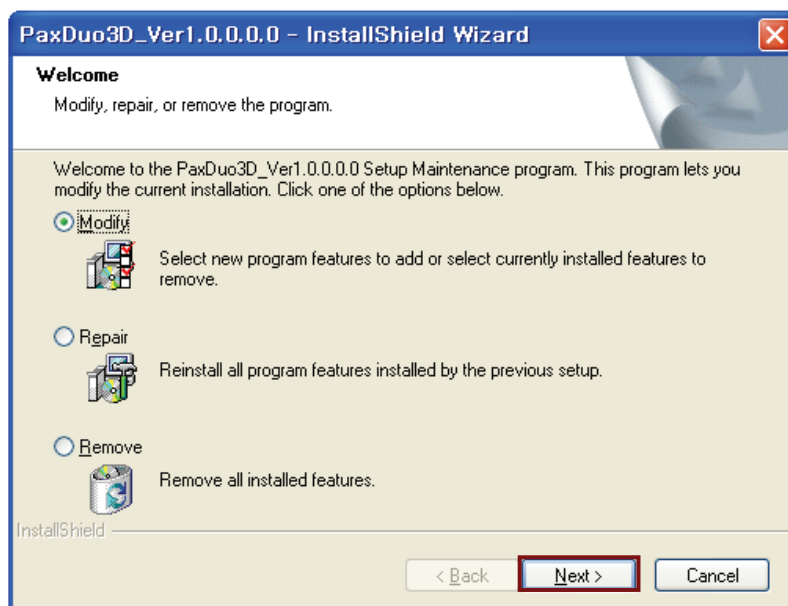 PaxDuo3D_Ver1.0.0.0.0 - InstallShield Wizard
Welcome
Modify, repair, or remove the program.
Welcome to the PaxDuo3D_Ver1.0.0.0.0 Setup Maintenance program. This program lets you
modify the current installation. Click one of the options below.
Modify
Select new program features to add or select currently installed features to
remove.
Repair
Reinstall all program features installed by the previous setup.
Remove
Remove all installed features.
InstallShield
< Back
Next >
Cancel